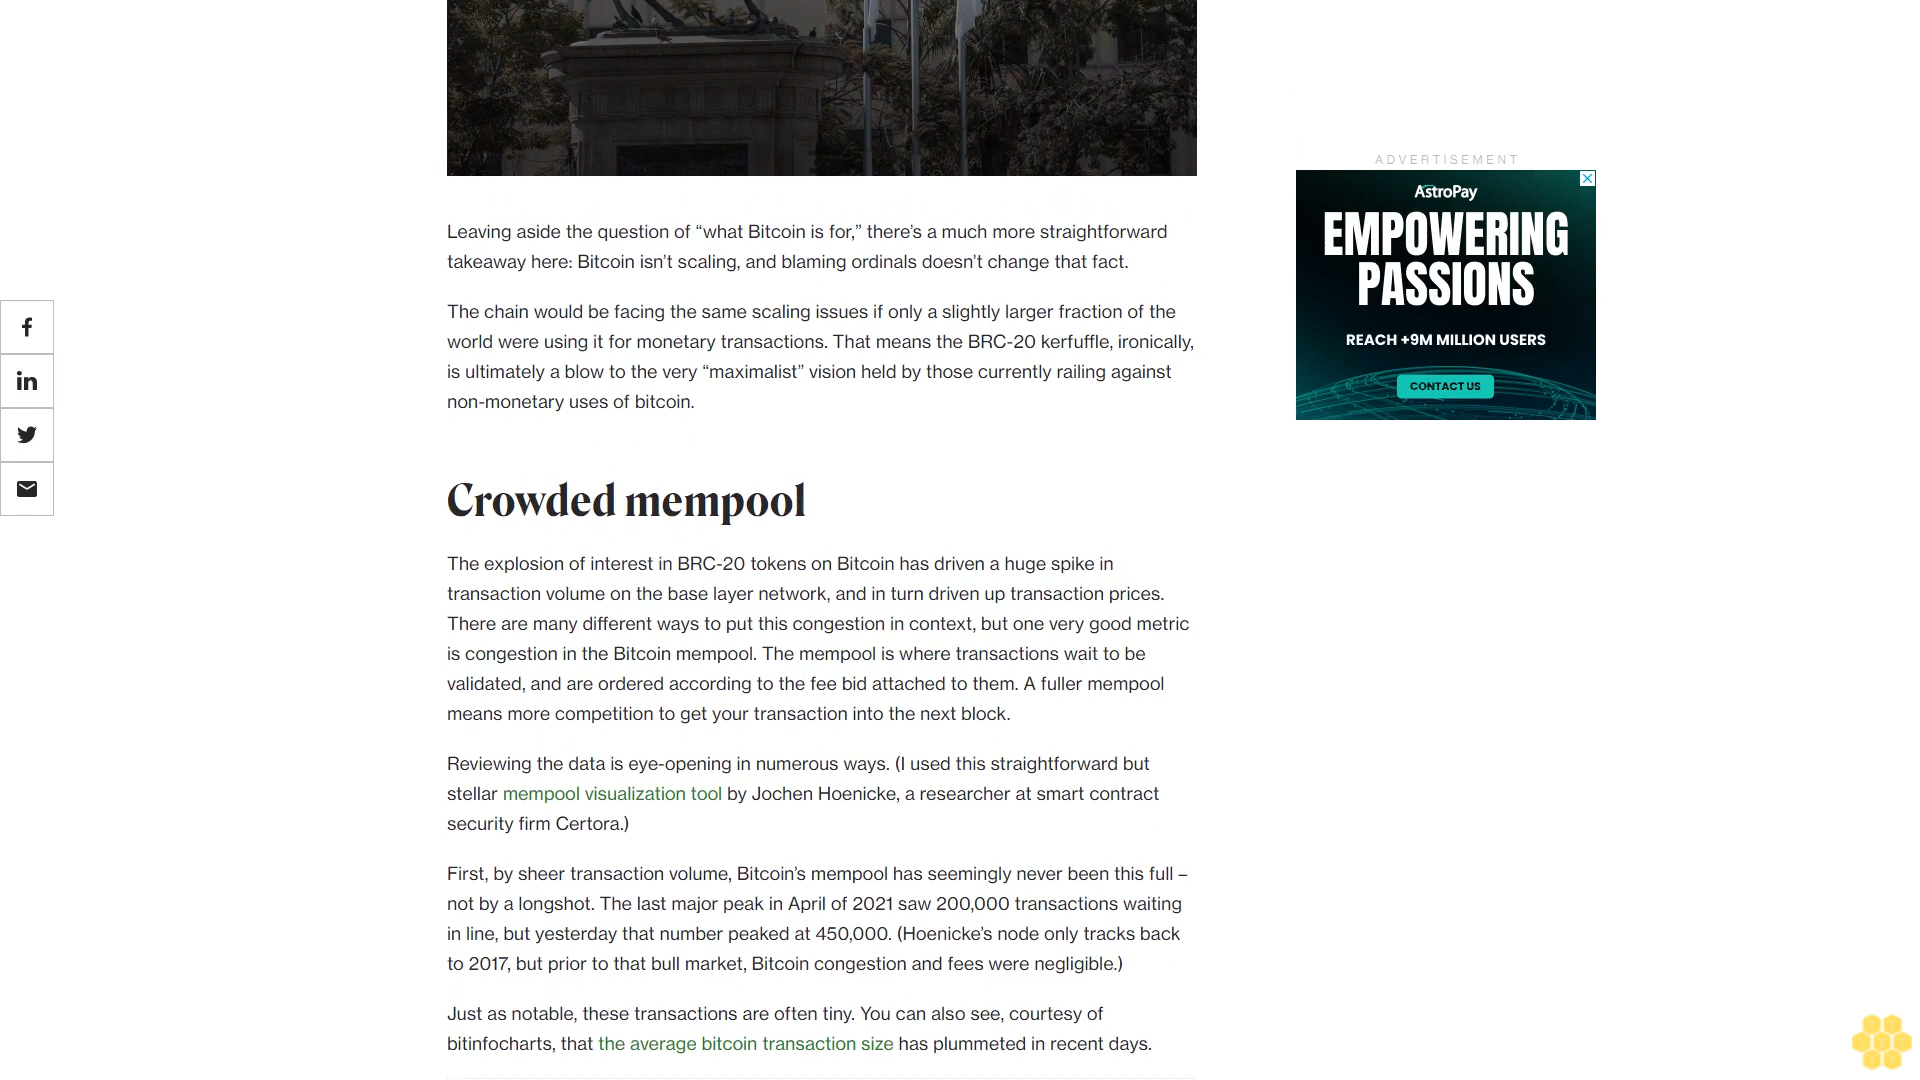 Leaving aside the question of “what Bitcoin is for,” there’s a much more straightforward
takeaway here: Bitcoin isn’t scaling, and blaming ordinals doesn’t change that fact.
The chain would be facing the same scaling issues if only a slightly larger fraction of the
world were using it for monetary transactions. That means the BRC-20 kerfuffle, ironically,
is ultimately a blow to the very “maximalist” vision held by those currently railing against
non-monetary uses of bitcoin.
Crowded mempool
The explosion of interest in BRC-20 tokens on Bitcoin has driven a huge spike in
transaction volume on the base layer network, and in turn driven up transaction prices.
There are many different ways to put this congestion in context, but one very good metric
is congestion in the Bitcoin mempool. The mempool is where transactions wait to be
validated, and are ordered according to the fee bid attached to them. A fuller mempool
means more competition to get your transaction into the next block.
Reviewing the data is eye-opening in numerous ways. (I used this straightforward but
stellar mempool visualization tool by Jochen Hoenicke, a researcher at smart contract
security firm Certora.)
First, by sheer transaction volume, Bitcoin’s mempool has seemingly never been this full –
not by a longshot. The last major peak in April of 2021 saw 200,000 transactions waiting
in line, but yesterday that number peaked at 450,000. (Hoenicke’s node only tracks back
to 2017, but prior to that bull market, Bitcoin congestion and fees were negligible.)
Just as notable, these transactions are often tiny. You can also see, courtesy of
bitinfocharts, that the average bitcoin transaction size has plummeted in recent days.
ADVERTISEMENT
AstroPay
EMPOWERING
PASSIONS
REACH +9M MILLION USERS
CONTACT US